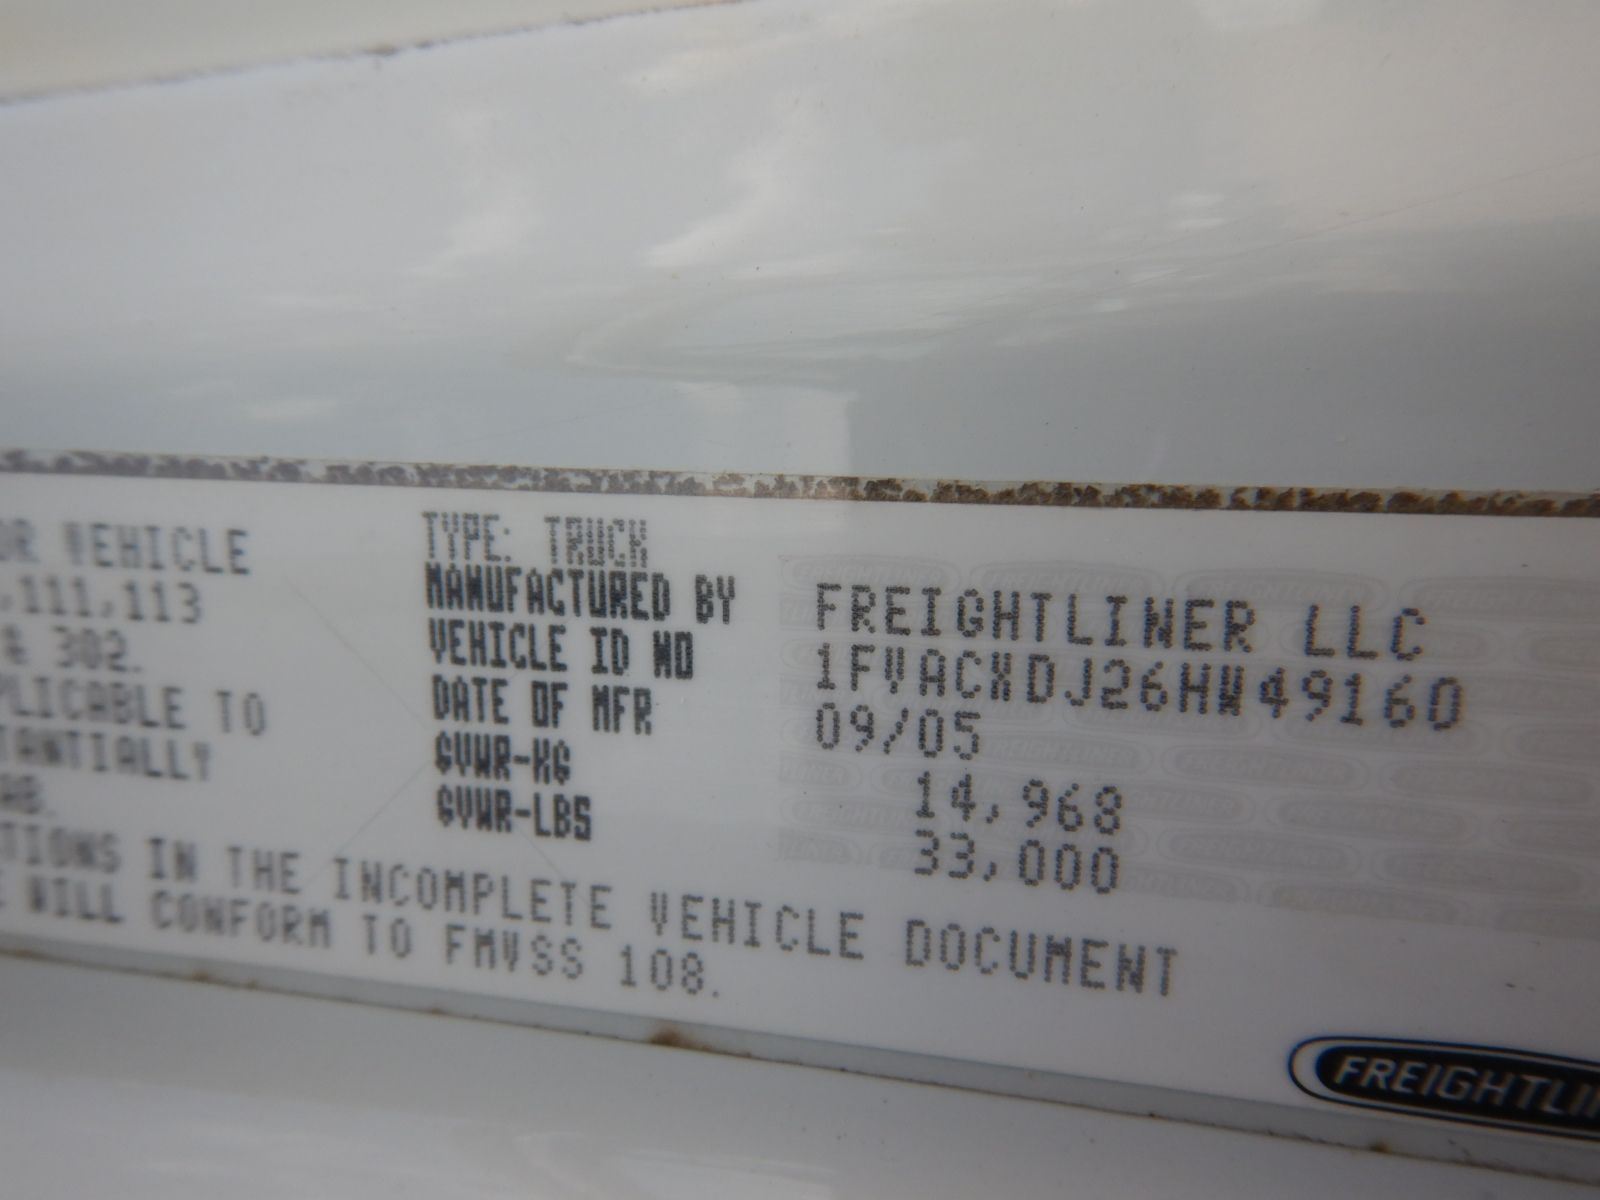 OR VEHICLE
,111,113
# 302.
PLICABLE TO
TANTIALLY
AB.
TYPE: TRUCK
MANUFACTURED BY FREIGHTLINER LLC
VEHICLE ID NO 1FVACXDJ26HW49160
DATE OF MFR 09/05
GVWR-KG 14,968
GVWR-LBS 33,000
TIONS IN THE INCOMPLETE VEHICLE DOCUMENT
E WILL CONFORM TO FMVSS 108.
FREIGHTLIN